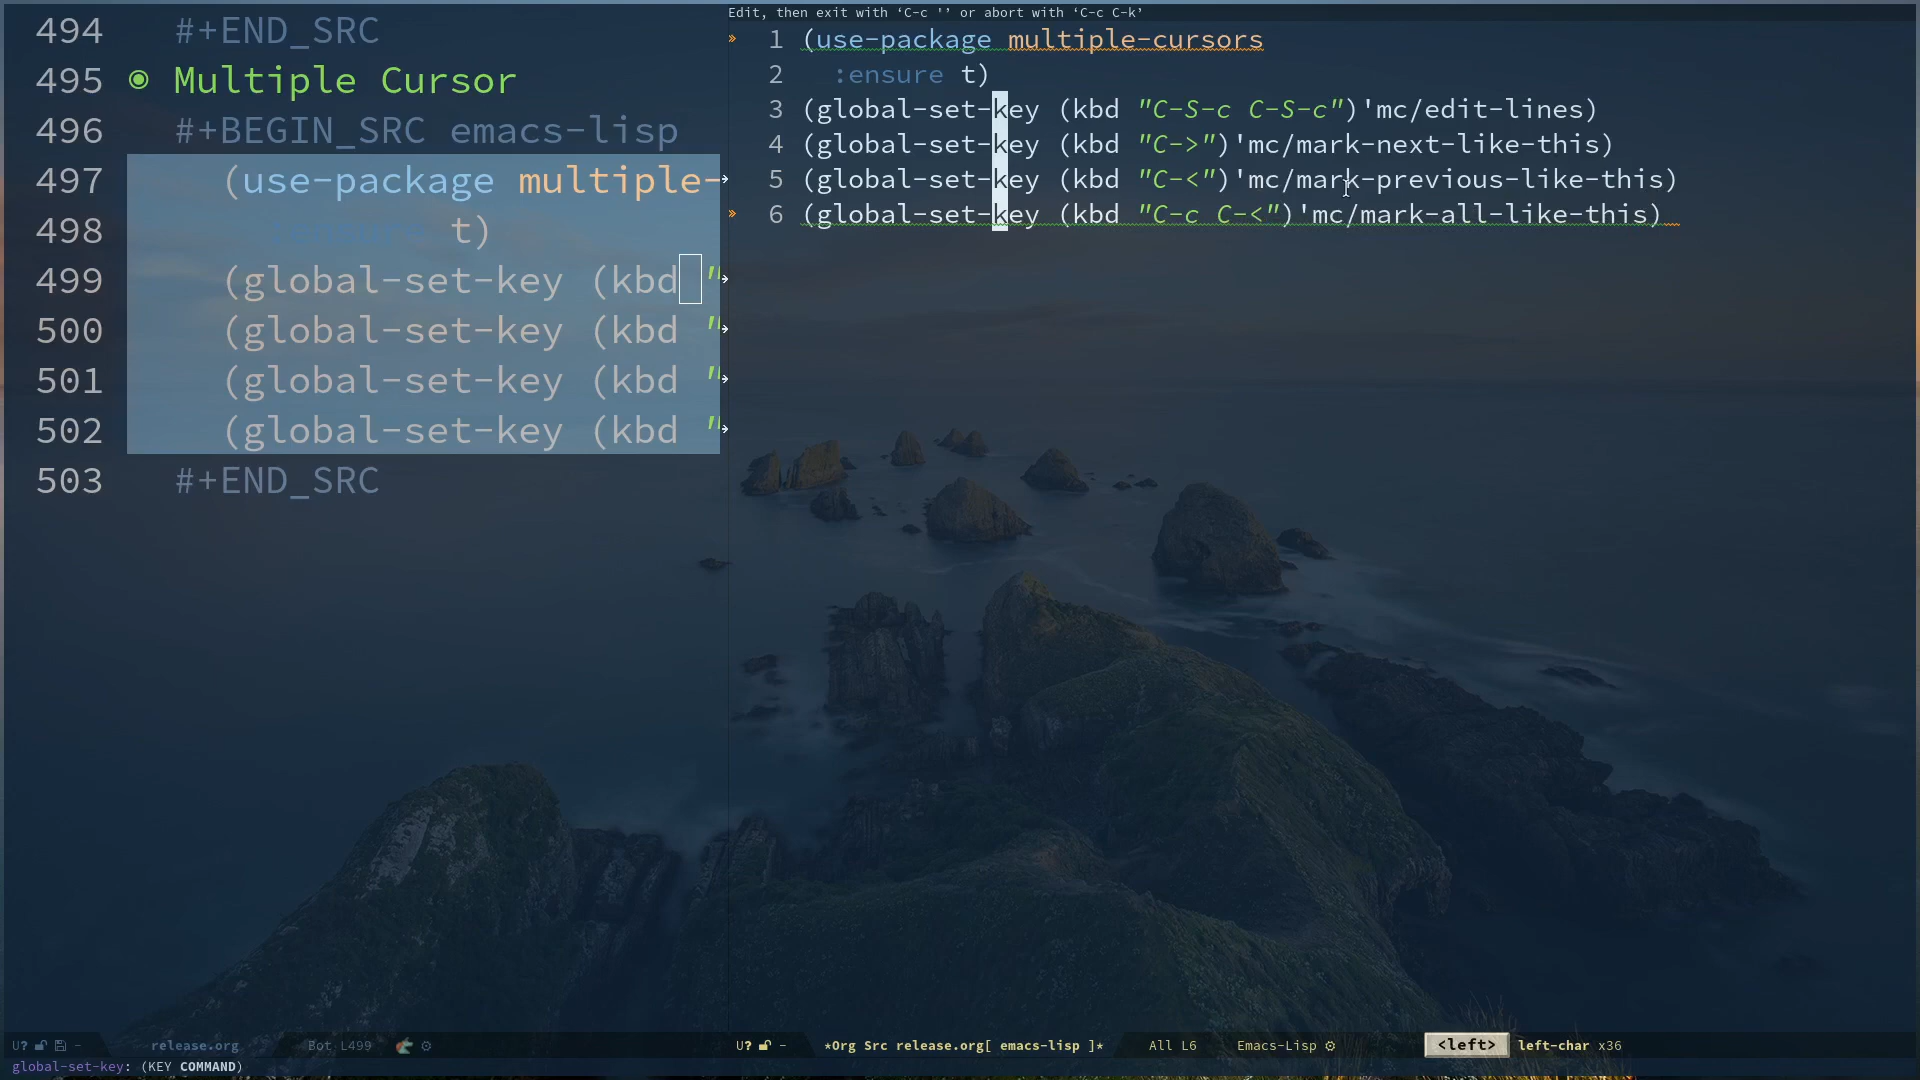 494 #+END_SRC
495 Multiple Cursor
496 #+BEGIN_SRC emacs-lisp
497 (use-package multiple-
498 :ensure t)
499 (global-set-key (kbd "
500 (global-set-key (kbd "
501 (global-set-key (kbd "
502 (global-set-key (kbd "
503 #+END_SRC
Edit, then exit with ‘C-c '’ or abort with ‘C-c C-k’
» 1 (use-package multiple-cursors
2 :ensure t)
3 (global-set-key (kbd "C-S-c C-S-c")'mc/edit-lines)
4 (global-set-key (kbd "C->")'mc/mark-next-like-this)
5 (global-set-key (kbd "C-<")'mc/mark-previous-like-this)
» 6 (global-set-key (kbd "C-c C-<")'mc/mark-all-like-this)
U? - release.org Bot L499
U? - *Org Src release.org[ emacs-lisp ]* All L6 Emacs-Lisp <left> left-char x36
global-set-key: (KEY COMMAND)